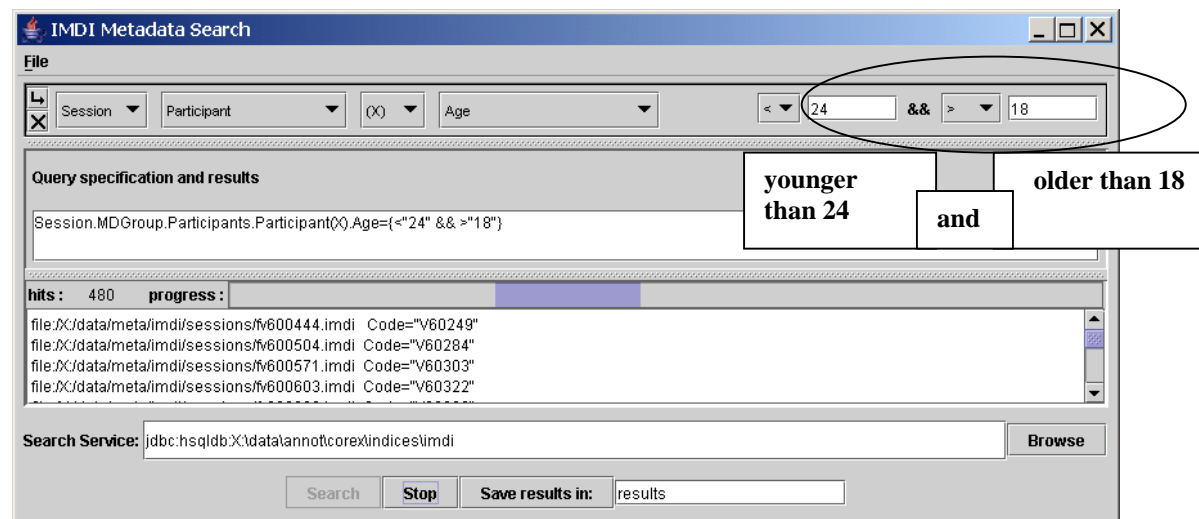 IMDI Metadata Search
File
Session Participant (X) Age < 24 && > 18
younger
than 24
and
older than 18
Query specification and results
Session.MDGroup.Participants.Participant(X).Age={<"24" && >"18"}
hits : 480 progress :
file:/X:/data/meta/imdi/sessions/fv600444.imdi Code="V60249"
file:/X:/data/meta/imdi/sessions/fv600504.imdi Code="V60284"
file:/X:/data/meta/imdi/sessions/fv600571.imdi Code="V60303"
file:/X:/data/meta/imdi/sessions/fv600603.imdi Code="V60322"
Search Service: jdbc:hsqldb:X:\data\annot\corex\indices\imdi Browse
Search Stop Save results in: results